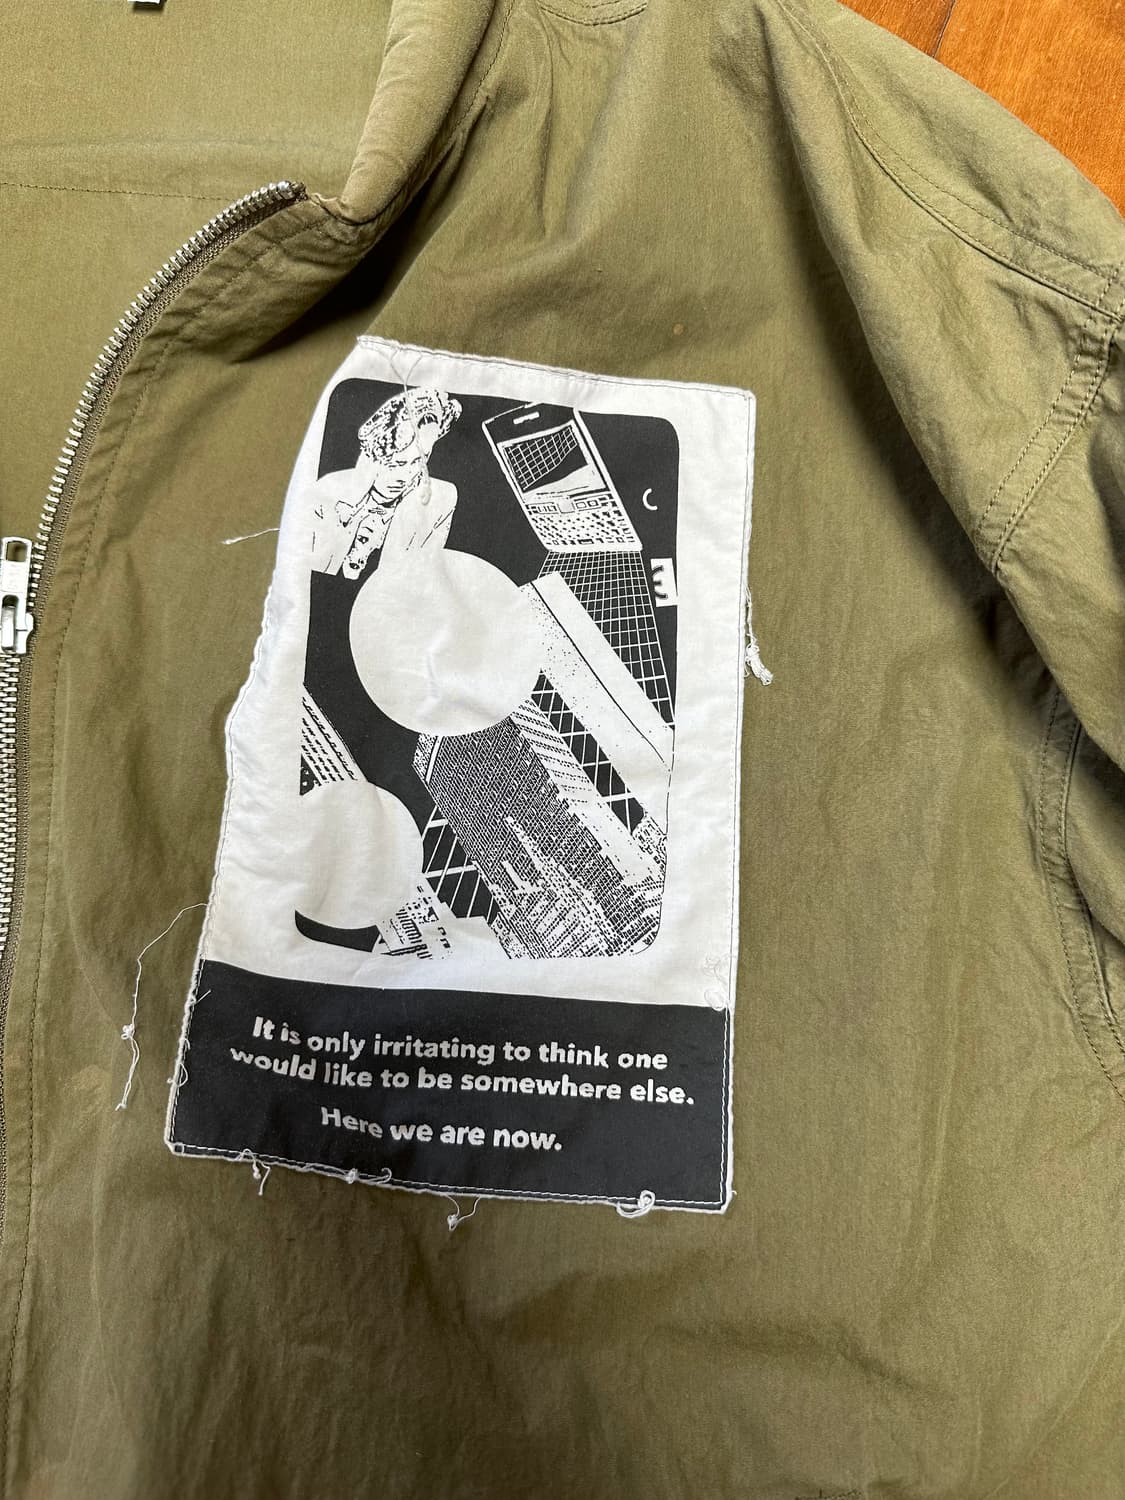 It is only irritating to think one
would like to be somewhere else.
Here we are now.